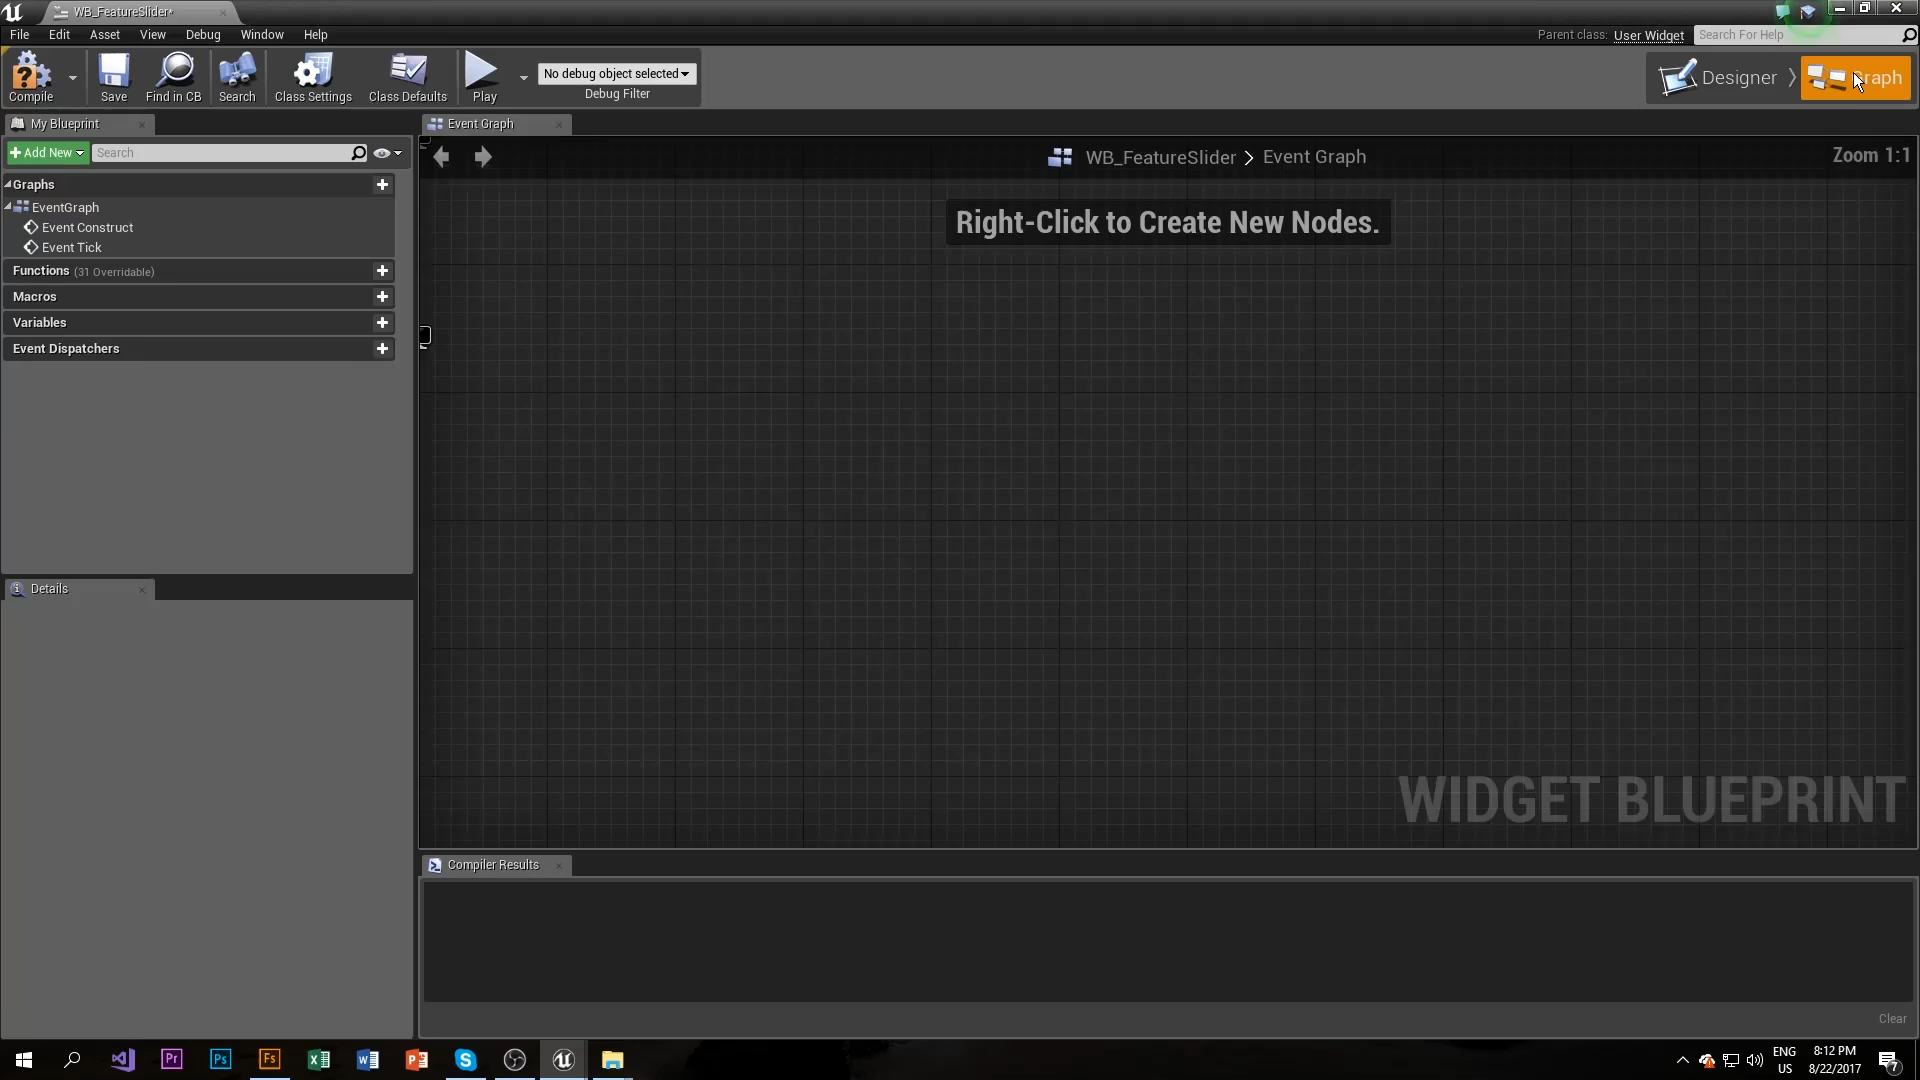 WB_FeatureSlider*
File Edit Asset View Debug Window Help
Parent class: User Widget Search For Help
Compile Save Find in CB Search Class Settings Class Defaults Play
No debug object selected
Debug Filter
Designer
My Blueprint
Event Graph
Add New Search
WB_FeatureSlider > Event Graph
Zoom 1:1
Right-Click to Create New Nodes.
Graphs
EventGraph
Event Construct
Event Tick
Functions (31 Overridable)
Macros
Variables
Event Dispatchers
Details
WIDGET BLUEPRINT
Compiler Results
Clear
Pr Ps Fs
ENG
US
8:12 PM
8/22/2017
7